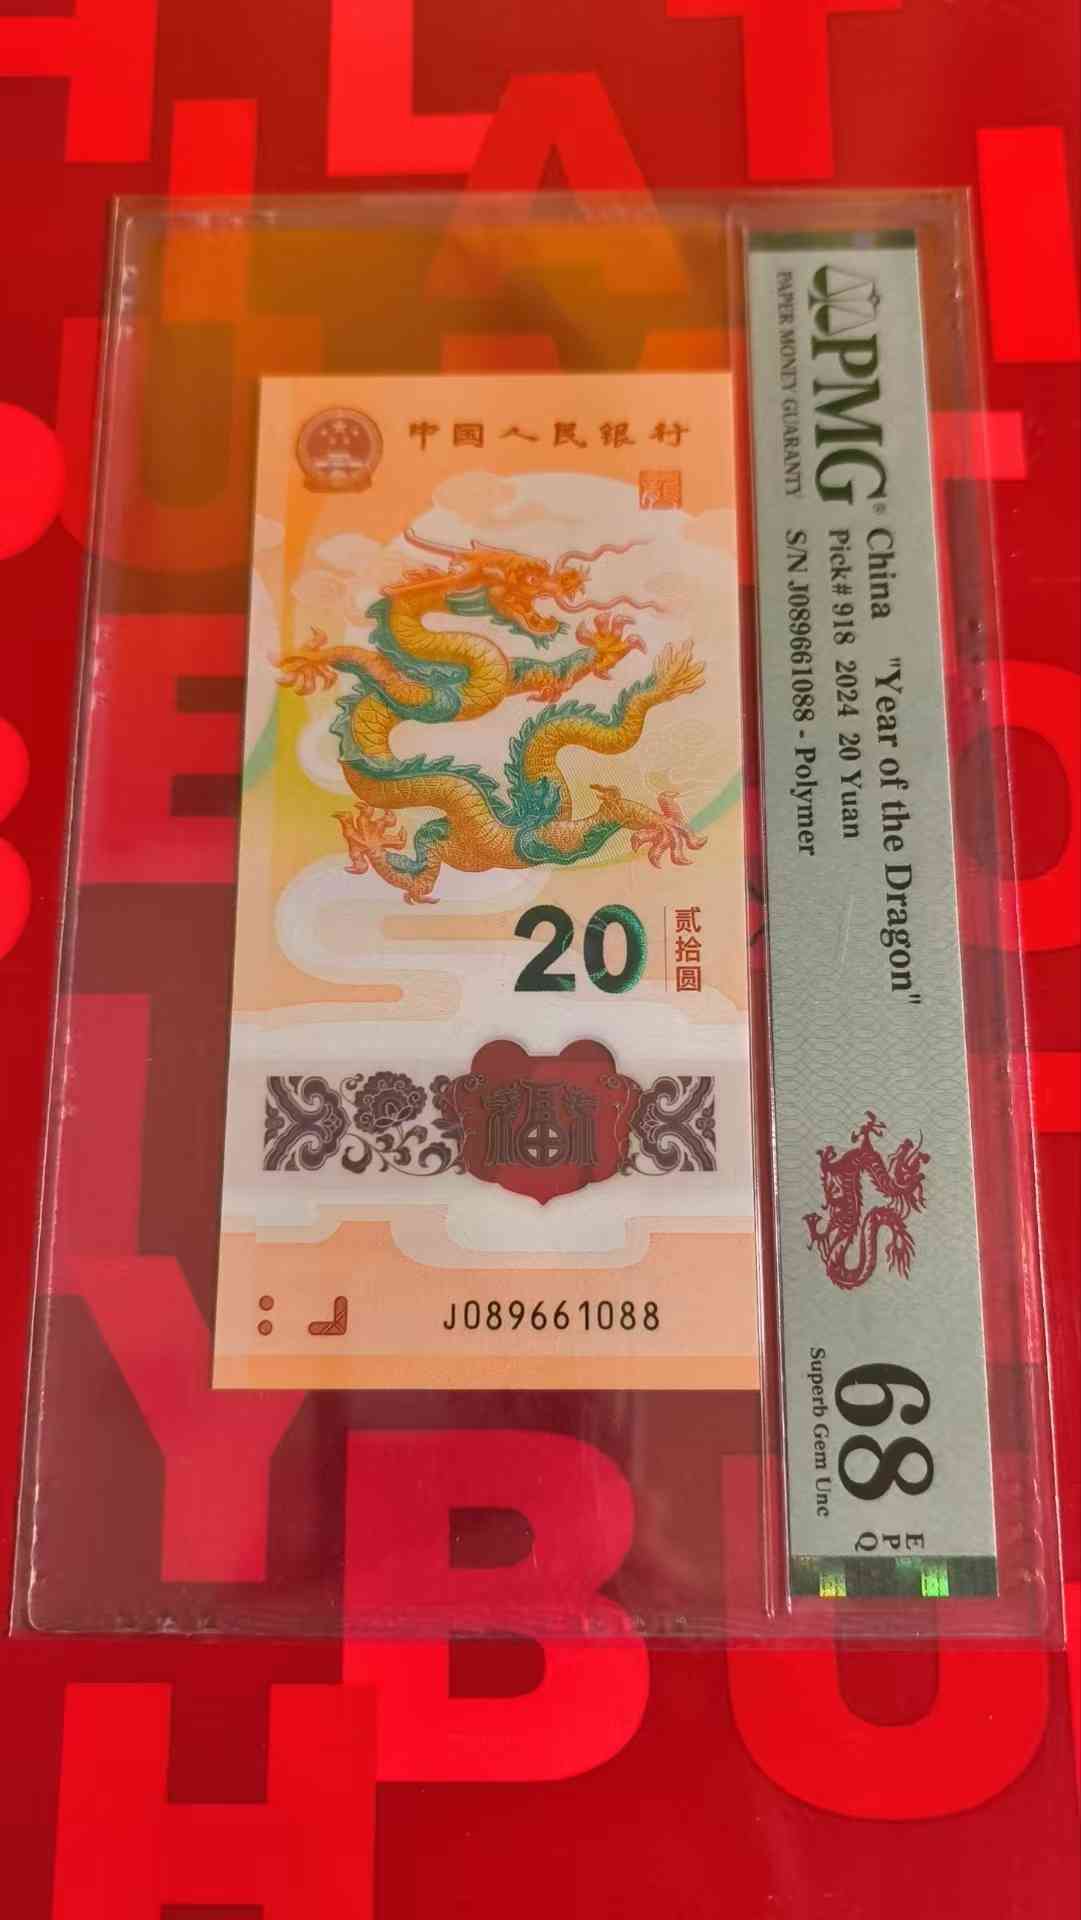 中国人民银行
20
贰拾圆
福
J089661088
PMG®
PAPER MONEY GUARANTY
China "Year of the Dragon"
Pick# 918 2024 20 Yuan
S/N J089661088 - Polymer
68
EPQ
Superb Gem Unc